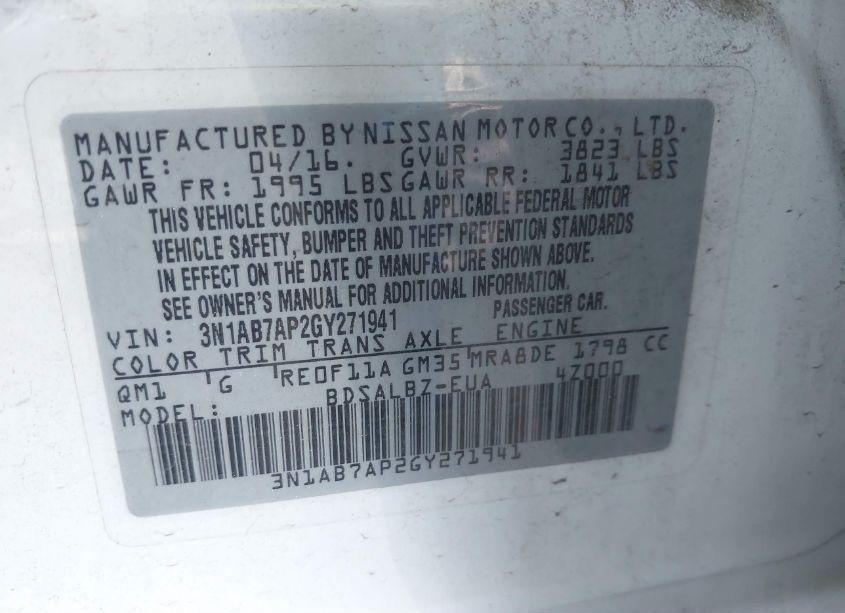 MANUFACTURED BY NISSAN MOTOR CO., LTD.
DATE: 04/16. GVWR: 3823 LBS
GAWR FR: 1995 LBS GAWR RR: 1841 LBS
THIS VEHICLE CONFORMS TO ALL APPLICABLE FEDERAL MOTOR
VEHICLE SAFETY, BUMPER AND THEFT PREVENTION STANDARDS
IN EFFECT ON THE DATE OF MANUFACTURE SHOWN ABOVE.
SEE OWNER'S MANUAL FOR ADDITIONAL INFORMATION.
PASSENGER CAR.
VIN: 3N1AB7AP2GY271941
COLOR TRIM TRANS AXLE ENGINE
QM1 G RE0F11A GM35 MRA8DE 1798 CC
MODEL: BDSALBZ-EUA 4Z000
3N1AB7AP2GY271941